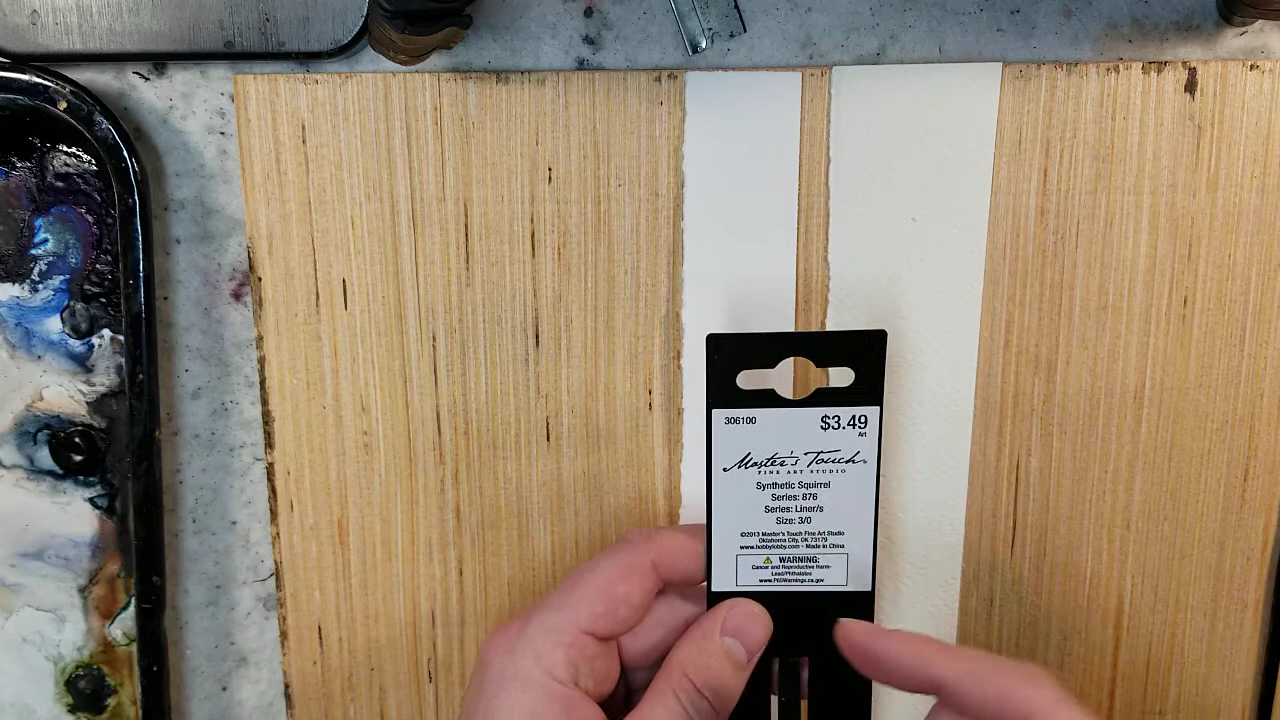 306100
$3.49
Art
Master's Touch
FINE ART STUDIO
Synthetic Squirrel
Series: 876
Series: Liner/s
Size: 3/0
©2013 Master's Touch Fine Art Studio
Oklahoma City, OK 73179
www.hobbylobby.com • Made in China
WARNING:
Cancer and Reproductive Harm-
Lead/Phthalates
www.P65Warnings.ca.gov